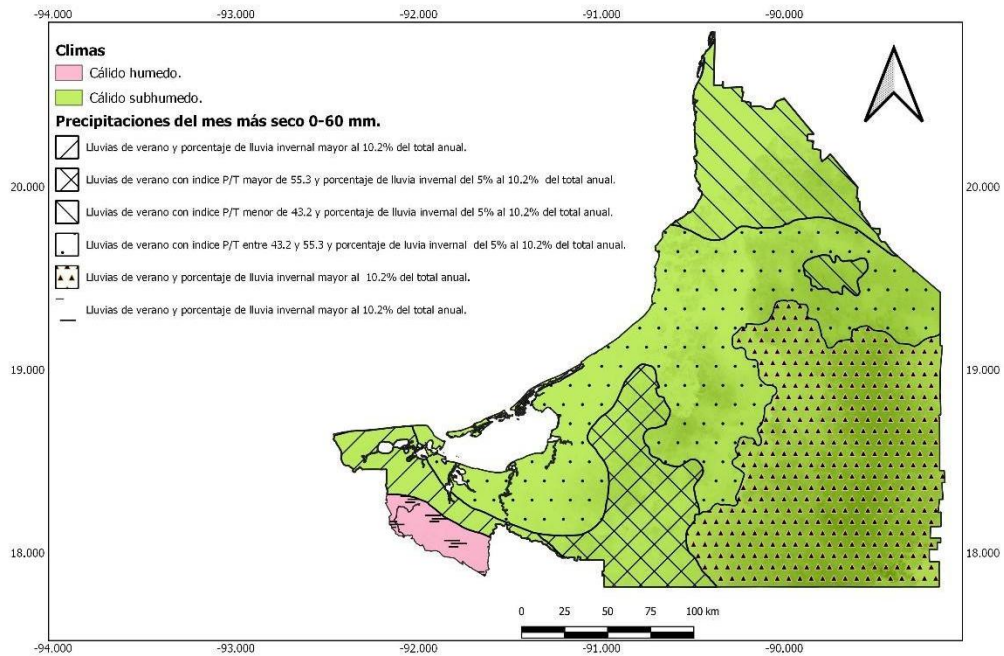 -94.000 -93.000 -92.000 -91.000 -90.000
Climas
Cálido humedo.
Cálido subhumedo.
Precipitaciones del mes más seco 0-60 mm.
Lluvias de verano y porcentaje de lluvia invernal mayor al 10.2% del total anual.
Lluvias de verano con indice P/T mayor de 55.3 y porcentaje de lluvia invernal del 5% al 10.2% del total anual.
Lluvias de verano con indice P/T menor de 43.2 y porcentaje de lluvia invernal del 5% al 10.2% del total anual.
Lluvias de verano con indice P/T entre 43.2 y 55.3 y porcentaje de luvia invernal del 5% al 10.2% del total anual.
Lluvias de verano y porcentaje de lluvia invernal mayor al 10.2% del total anual.
Lluvias de verano y porcentaje de lluvia invernal mayor al 10.2% del total anual.
20.000 20.000
19.000 19.000
18.000 18.000
0 25 50 75 100 km
-94.000 -93.000 -92.000 -91.000 -90.000